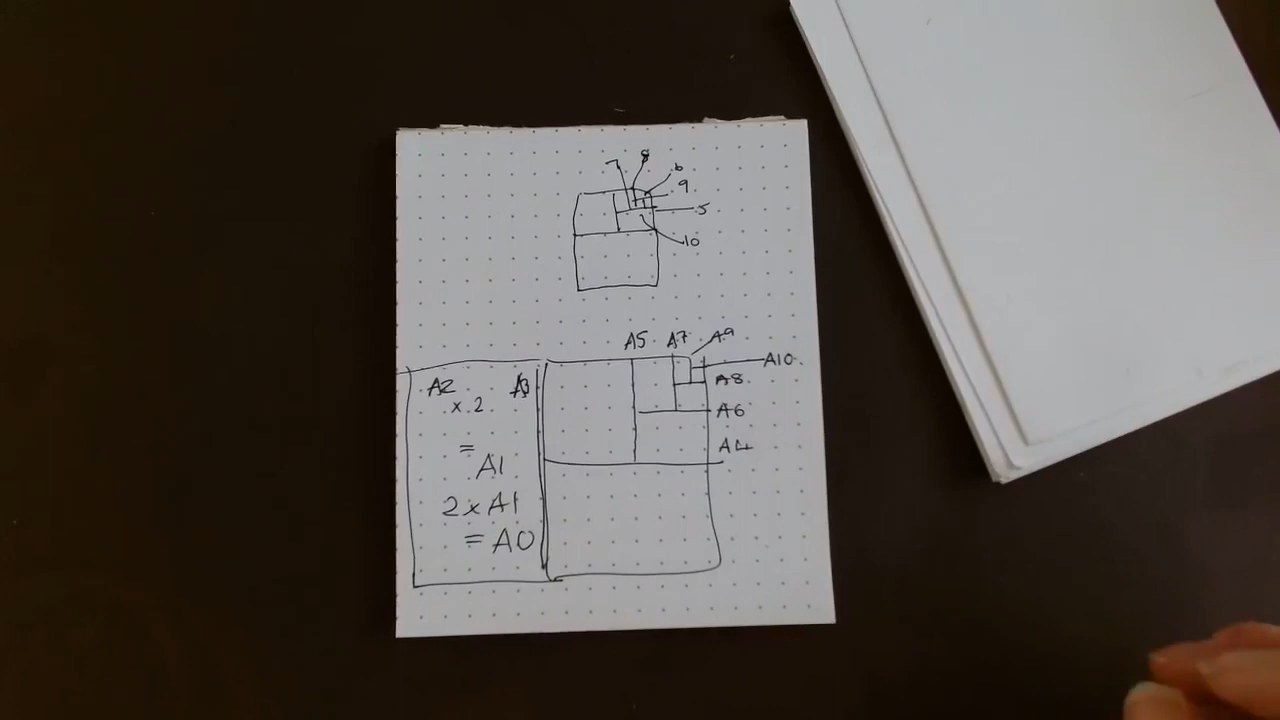 7 8 6
9
5
10
A5 A7 A9
A10
A2 A3 A8
x 2
A6
= A4
A1
2 x A1
= A0